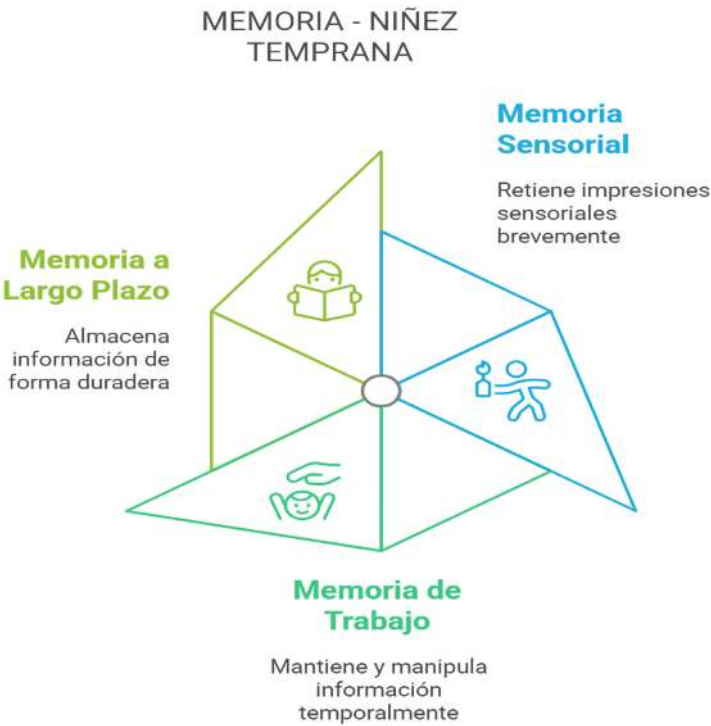 MEMORIA - NIÑEZ
TEMPRANA
Memoria
Sensorial
Retiene impresiones
sensoriales
brevemente
Memoria a
Largo Plazo
Almacena
información de
forma duradera
Memoria de
Trabajo
Mantiene y manipula
información
temporalmente